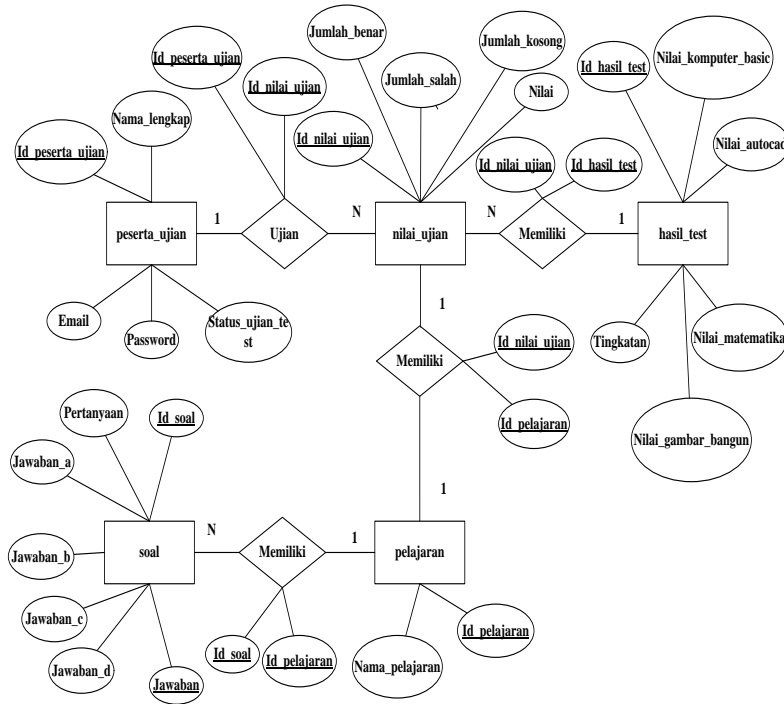 Jumlah_benar
Jumlah_kosong
Id_peserta_ujian
Id_hasil_test
Nilai_komputer_basic
Id_nilai_ujian
Jumlah_salah
Nilai
Nama_lengkap
Id_peserta_ujian
Id_nilai_ujian
Id_nilai_ujian
Id_hasil_test
Nilai_autocad
1
N
N
1
peserta_ujian
Ujian
nilai_ujian
Memiliki
hasil_test
1
Email
Password
Status_ujian_te
st
Id_nilai_ujian
Tingkatan
Nilai_matematika
Memiliki
Pertanyaan
Id_soal
Id_pelajaran
Nilai_gambar_bangun
Jawaban_a
1
N
1
Jawaban_b
soal
Memiliki
pelajaran
Jawaban_c
Id_pelajaran
Jawaban_d
Jawaban
Id_soal
Id_pelajaran
Nama_pelajaran